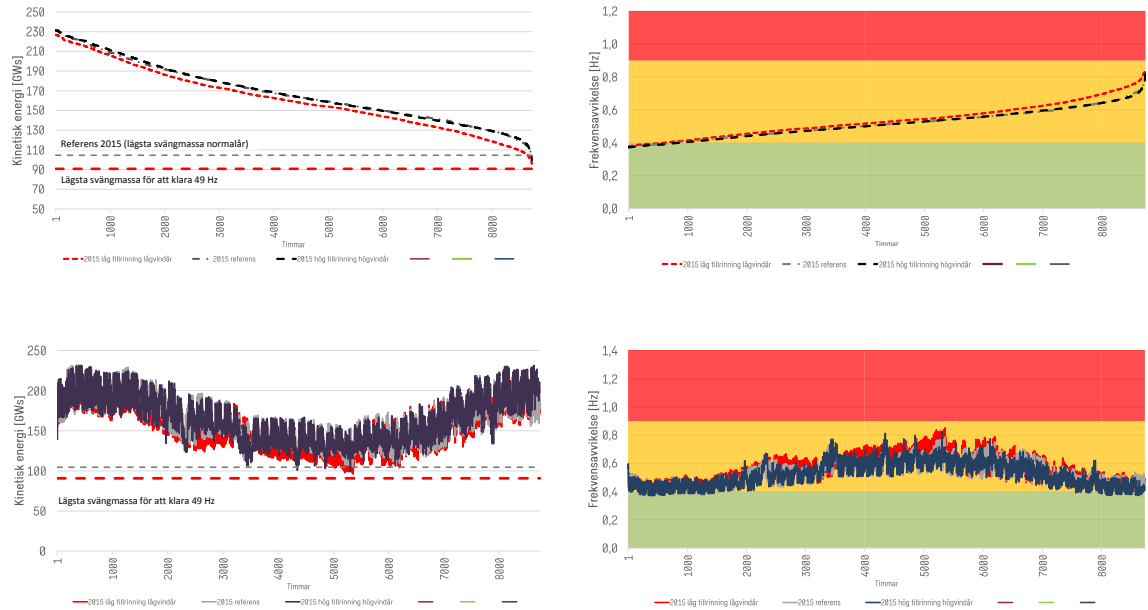 Kinetisk energi [GWs]
250
230
210
190
170
150
130
110
90
70
50
Referens 2015 (lägsta svängmassa normalår)
Lägsta svängmassa för att klara 49 Hz
1
1000
2000
3000
4000
5000
6000
7000
8000
Timmar
2015 låg tillrinning lågvindår
2015 referens
2015 hög tillrinning högvindår
Frekvensavvikelse [Hz]
1,2
1,0
0,8
0,6
0,4
0,2
0,0
1
1000
2000
3000
4000
5000
6000
7000
8000
Timmar
2015 låg tillrinning lågvindår
2015 referens
2015 hög tillrinning högvindår
Kinetisk energi [GWs]
250
200
150
100
50
0
Lägsta svängmassa för att klara 49 Hz
1
1000
2000
3000
4000
5000
6000
7000
8000
Timmar
2015 låg tillrinning lågvindår
2015 referens
2015 hög tillrinning högvindår
Frekvensavvikelse [Hz]
1,4
1,2
1,0
0,8
0,6
0,4
0,2
0,0
1
1000
2000
3000
4000
5000
6000
7000
8000
Timmar
2015 låg tillrinning lågvindår
2015 referens
2015 hög tillrinning högvindår